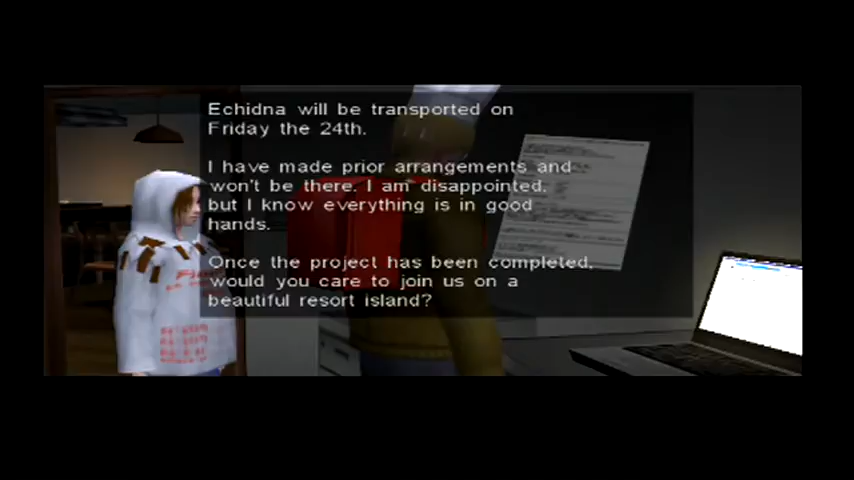 Echidna will be transported on
Friday the 24th.
I have made prior arrangements and
won't be there. I am disappointed,
but I know everything is in good
hands.
Once the project has been completed,
would you care to join us on a
beautiful resort island?